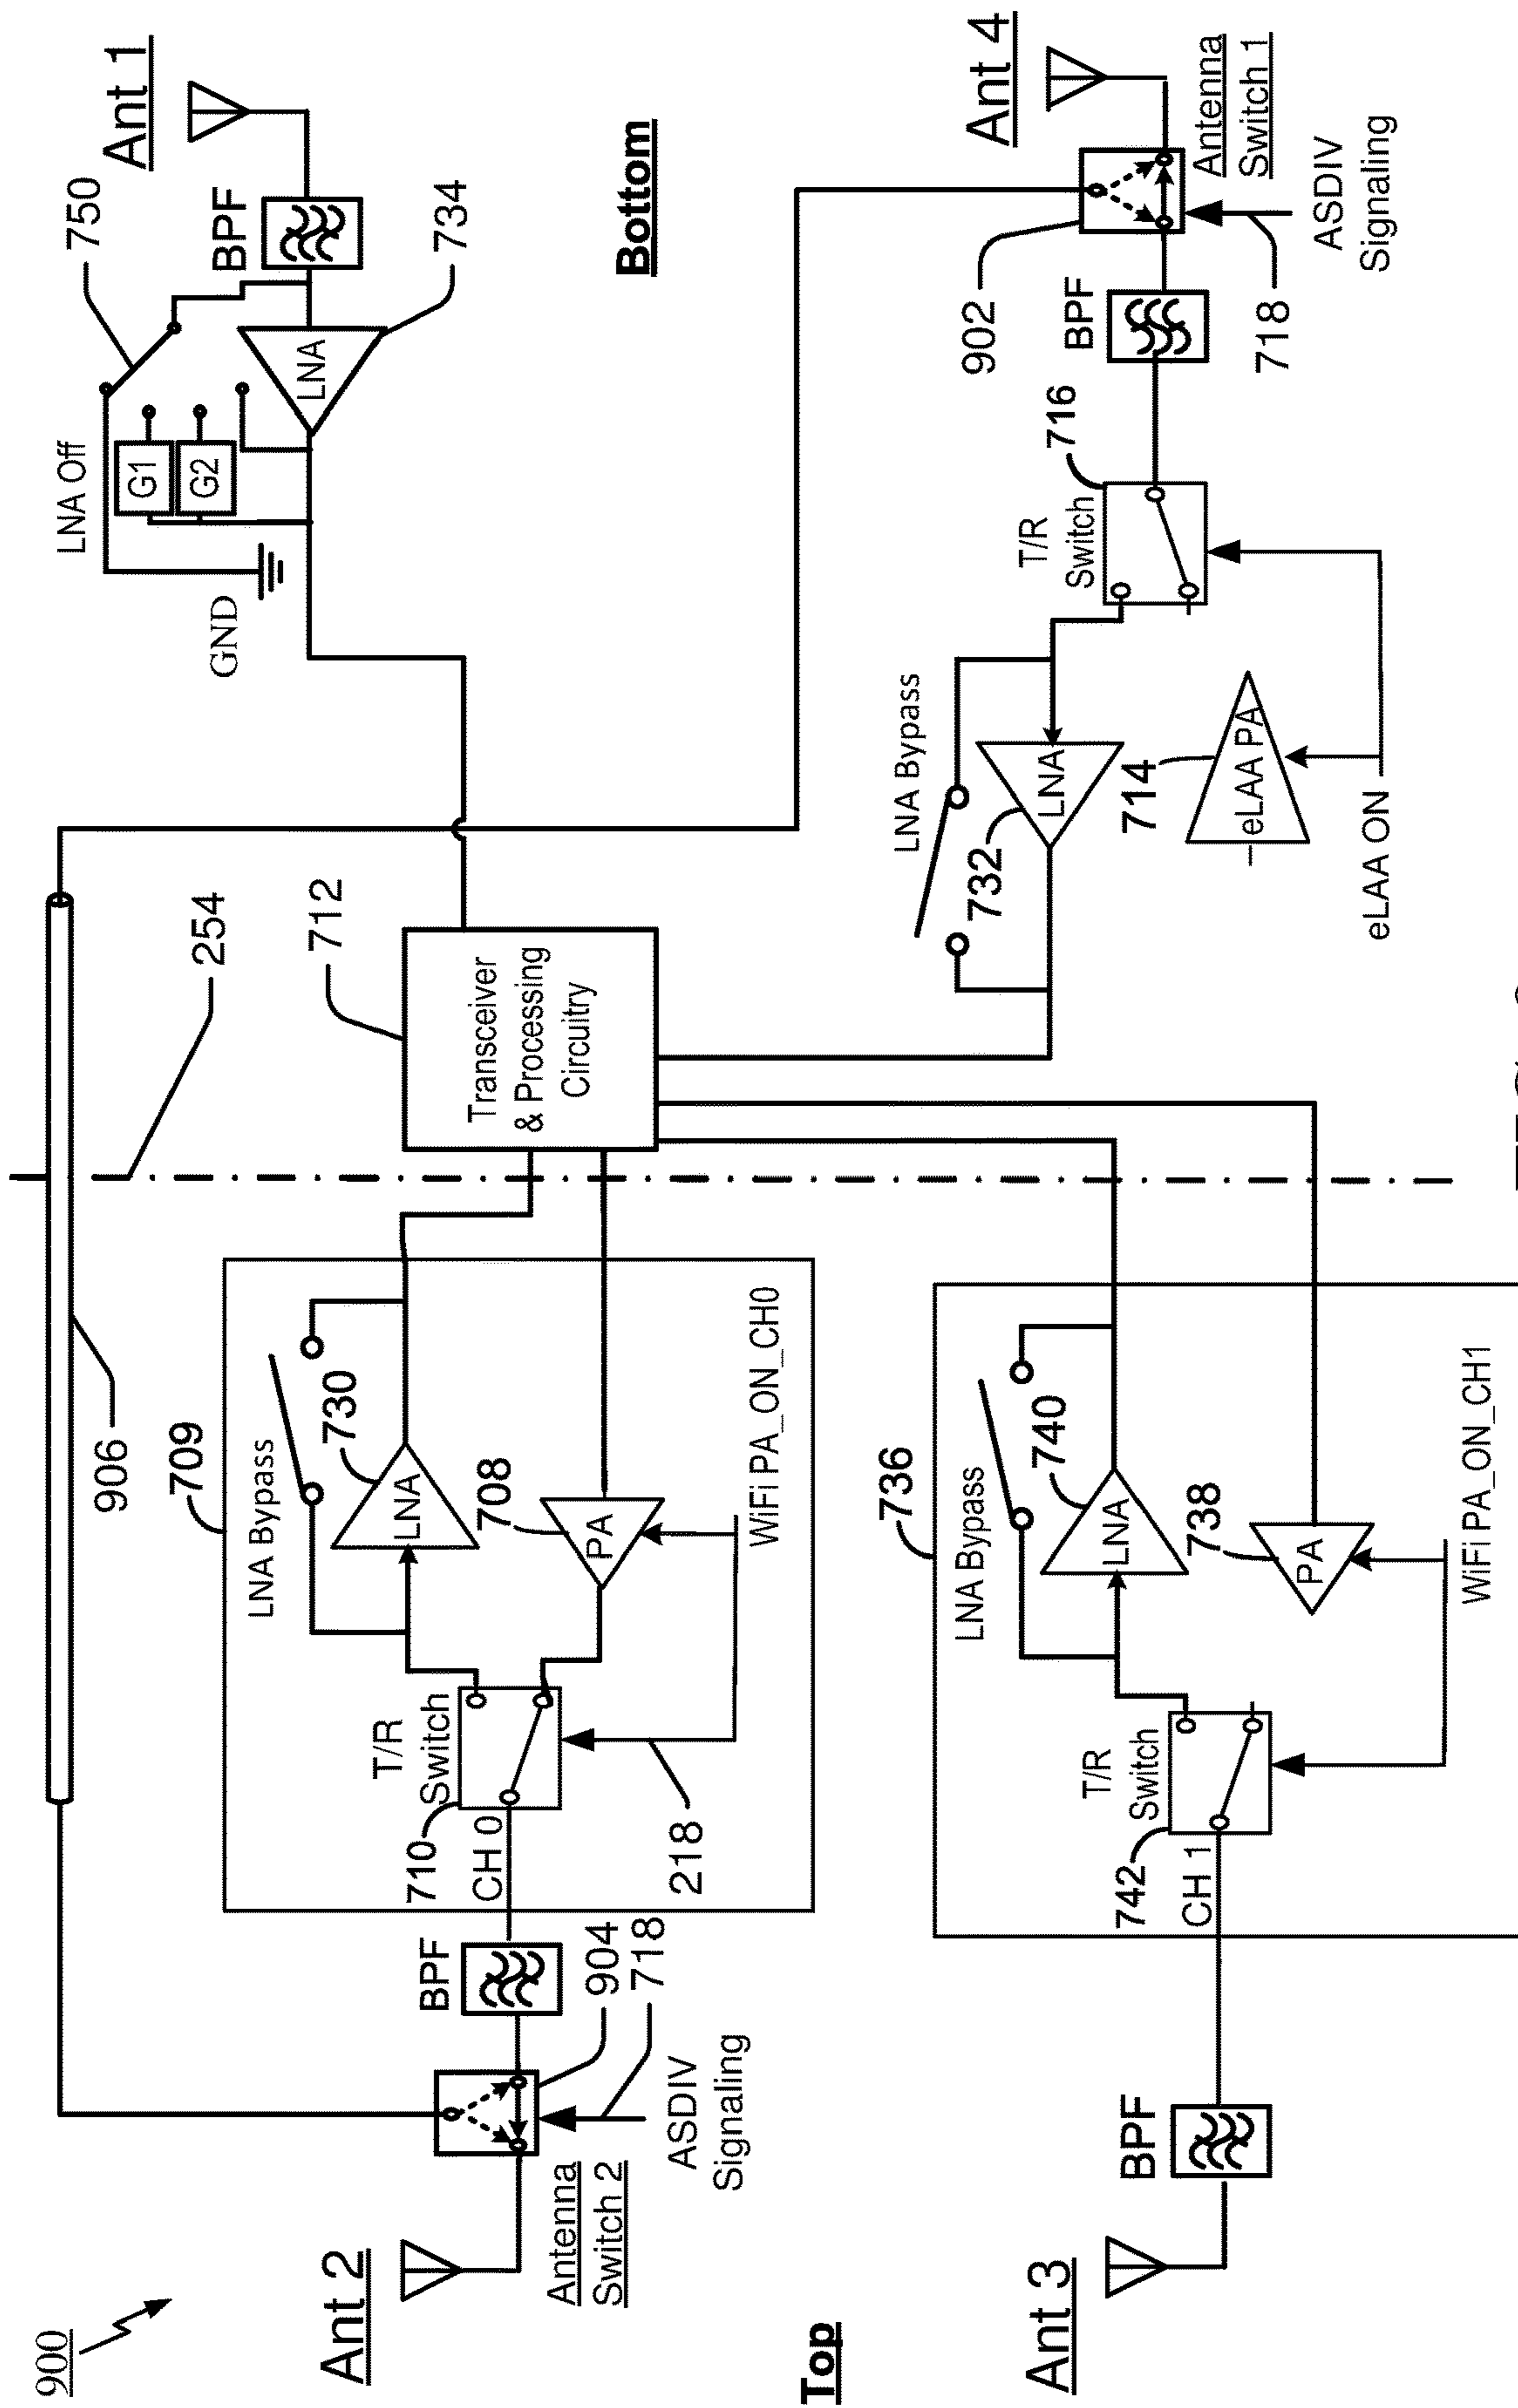 900
Top
Ant 2
Antenna
Switch 2
ASDIV
Signaling
718
904
BPF
906
709
CH 0
710
T/R
Switch
218
LNA Bypass
LNA
730
PA
708
WiFi PA_ON_CH0
Ant 3
BPF
736
CH 1
742
T/R
Switch
LNA Bypass
LNA
740
PA
738
WiFi PA_ON_CH1
254
712
Transceiver
& Processing
Circuitry
Bottom
Ant 1
BPF
750
LNA
734
LNA Off
G1
G2
GND
Ant 4
Antenna
Switch 1
ASDIV
Signaling
718
902
BPF
716
T/R
Switch
LNA Bypass
LNA
732
eLAA PA
714
eLAA ON